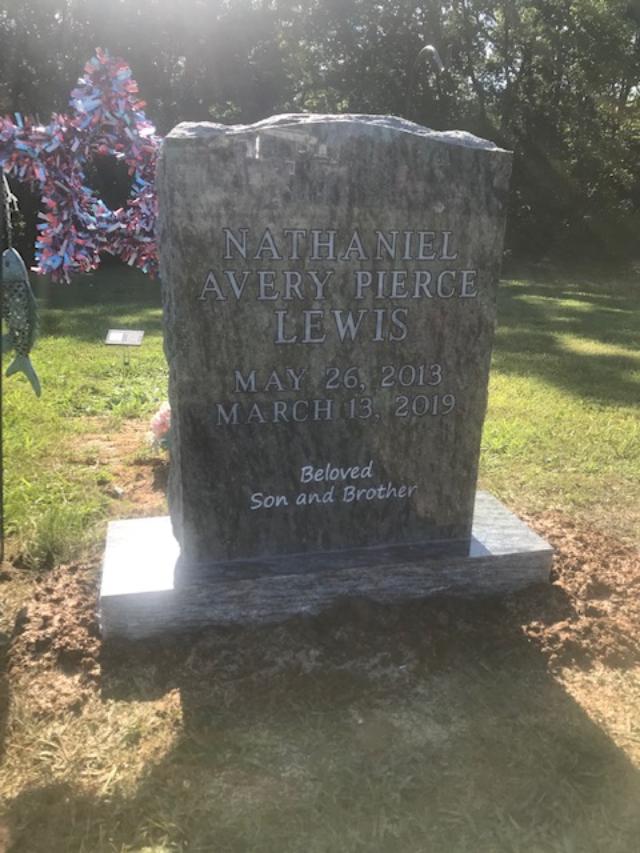 NATHANIEL
AVERY PIERCE
LEWIS
MAY 26, 2013
MARCH 13, 2019
Beloved
Son and Brother